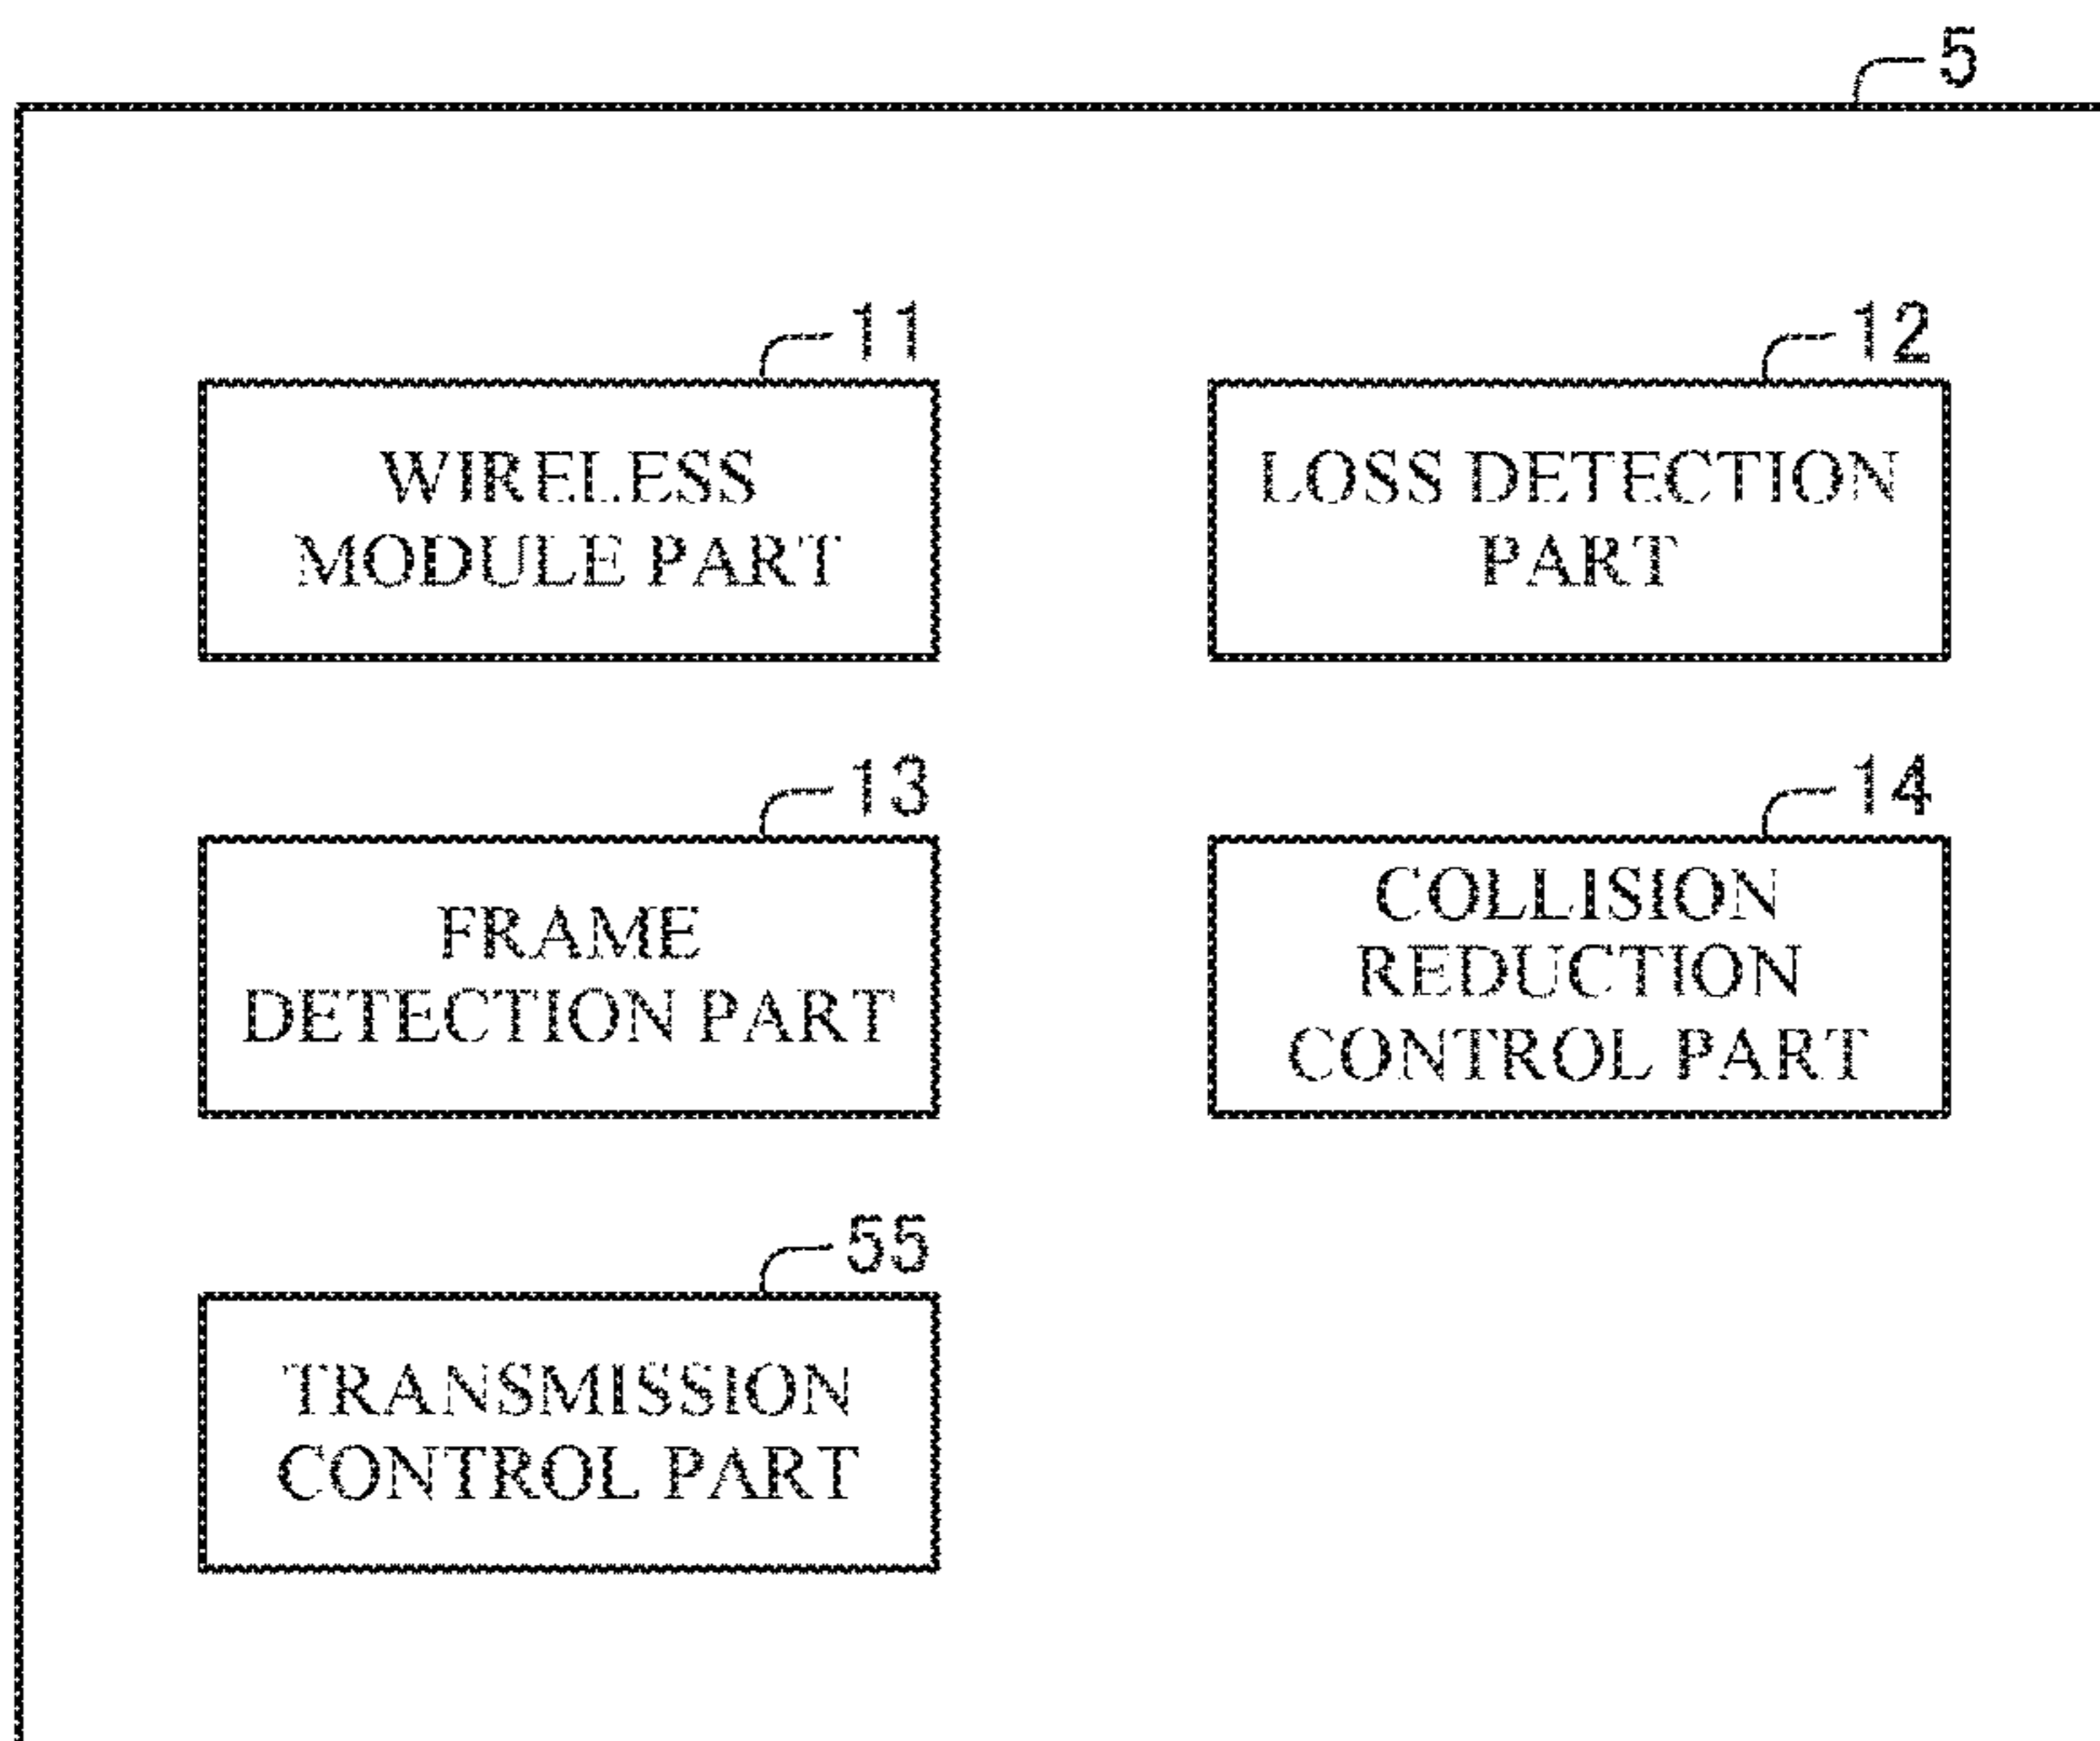 5
11
WIRELESS
MODULE PART
12
LOSS DETECTION
PART
13
FRAME
DETECTION PART
14
COLLISION
REDUCTION
CONTROL PART
55
TRANSMISSION
CONTROL PART